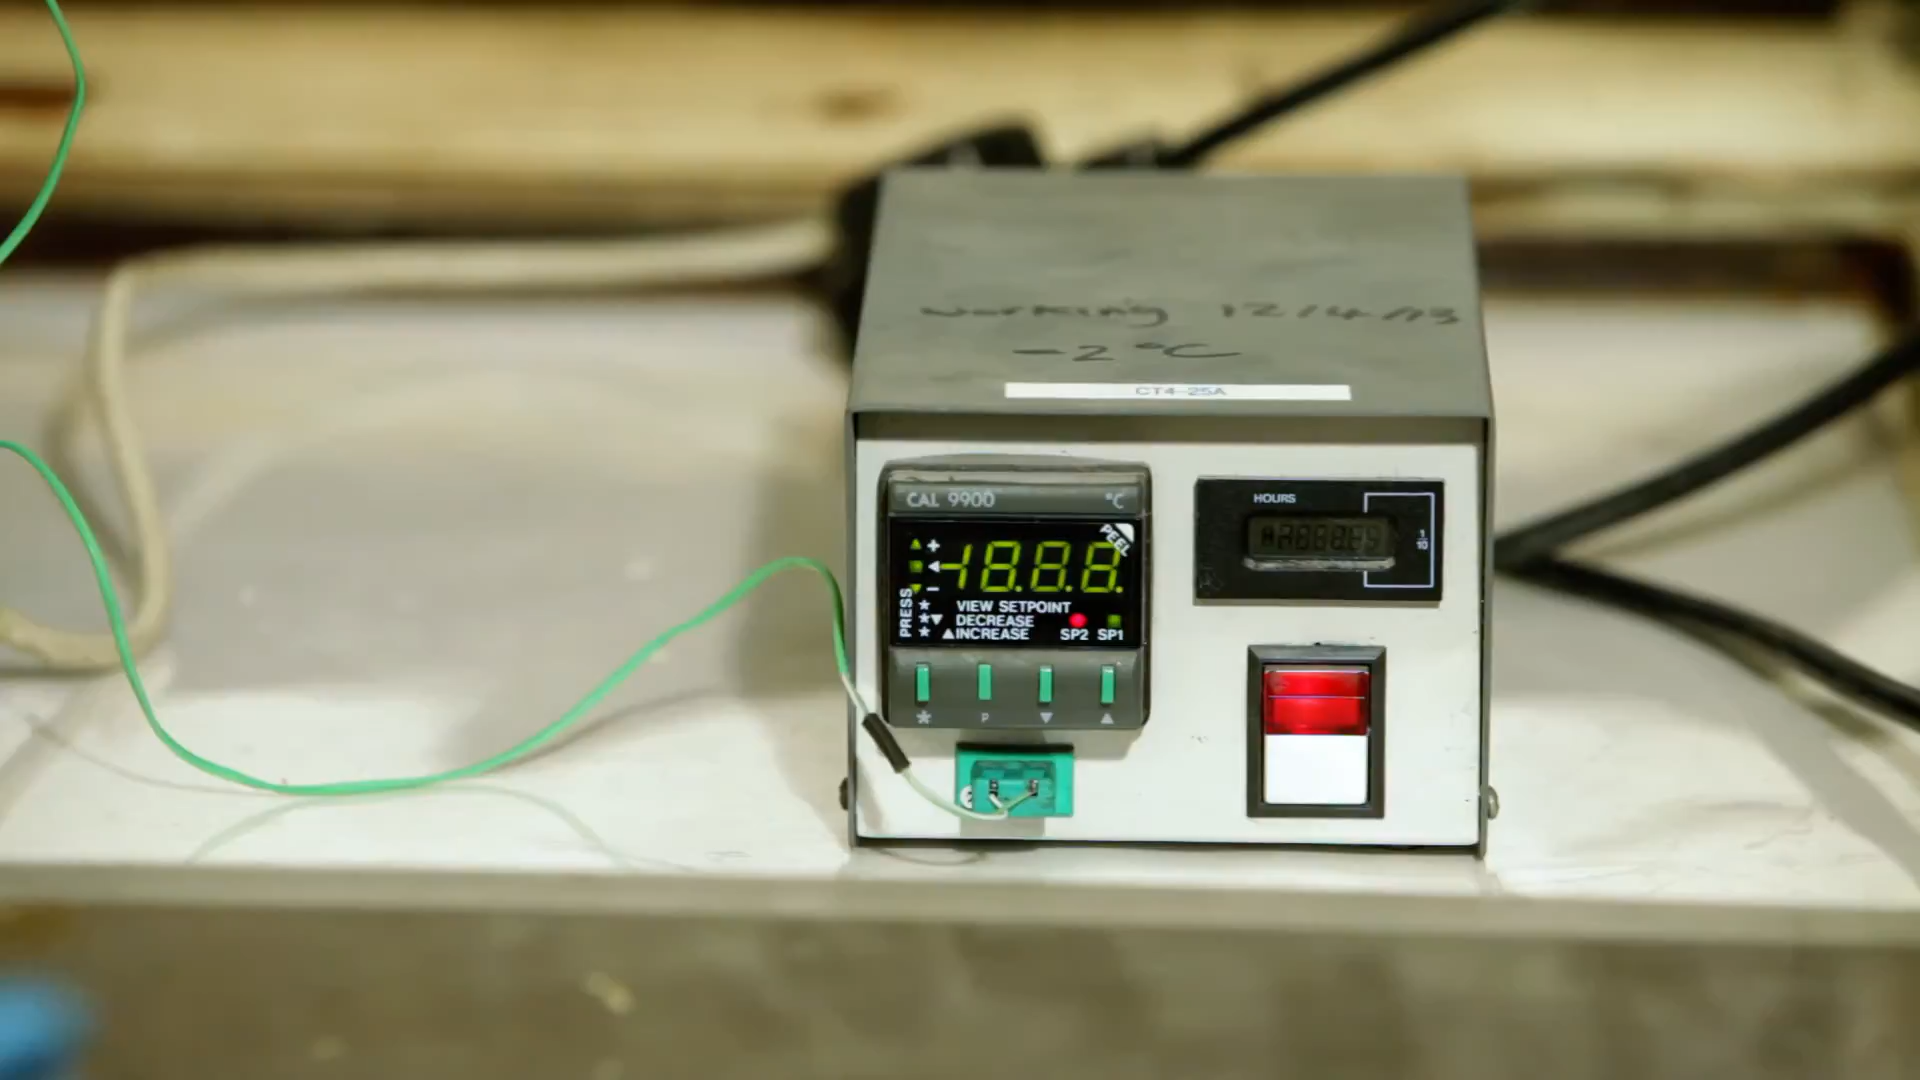 working 12/4/13
-2°C
CT4-25A
CAL 9900 °C
PEEL
+
-18.8.8.
−
PRESS
VIEW SETPOINT
DECREASE
INCREASE
SP2 SP1
P
HOURS
1/10